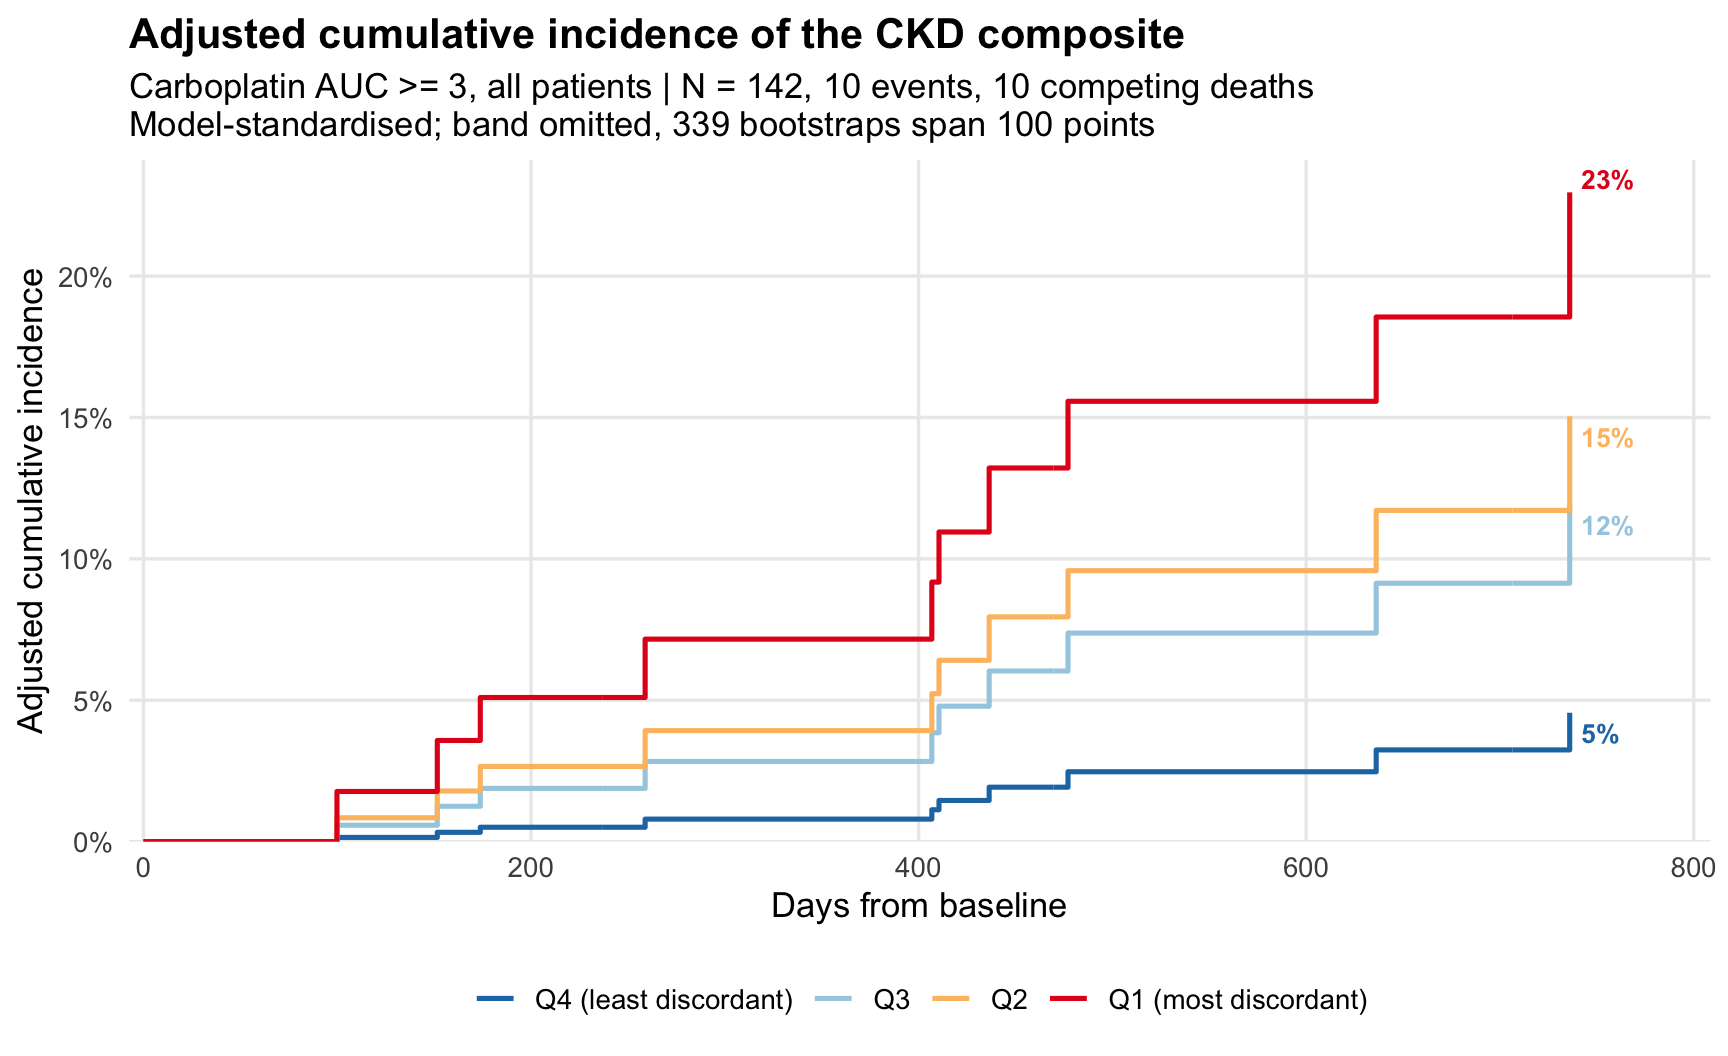 Adjusted cumulative incidence of the CKD composite
Carboplatin AUC >= 3, all patients | N = 142, 10 events, 10 competing deaths
Model-standardised; band omitted, 339 bootstraps span 100 points
Adjusted cumulative incidence
20%
15%
10%
5%
0%
23%
15%
12%
5%
0 200 400 600 800
Days from baseline
Q4 (least discordant) Q3 Q2 Q1 (most discordant)